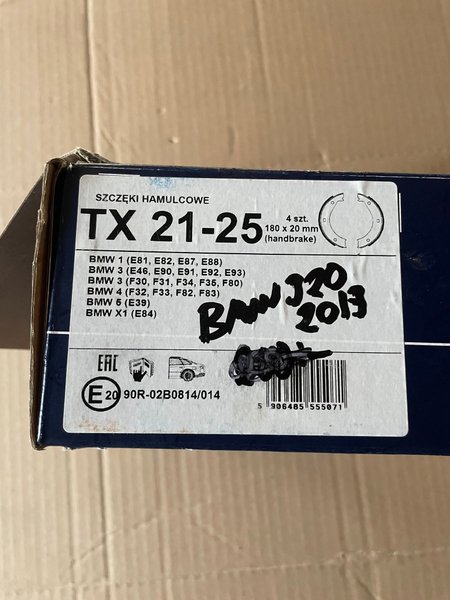 SZCZĘKI HAMULCOWE
TX 21-25
4 szt.
180 x 20 mm
(handbrake)
BMW 1 (E81, E82, E87, E88)
BMW 3 (E46, E90, E91, E92, E93)
BMW 3 (F30, F31, F34, F35, F80)
BMW 4 (F32, F33, F82, F83)
BMW 5 (E39)
BMW X1 (E84)
BMW 320
2013
EAC
E 20 90R-02B0814/014
5 906485 555071